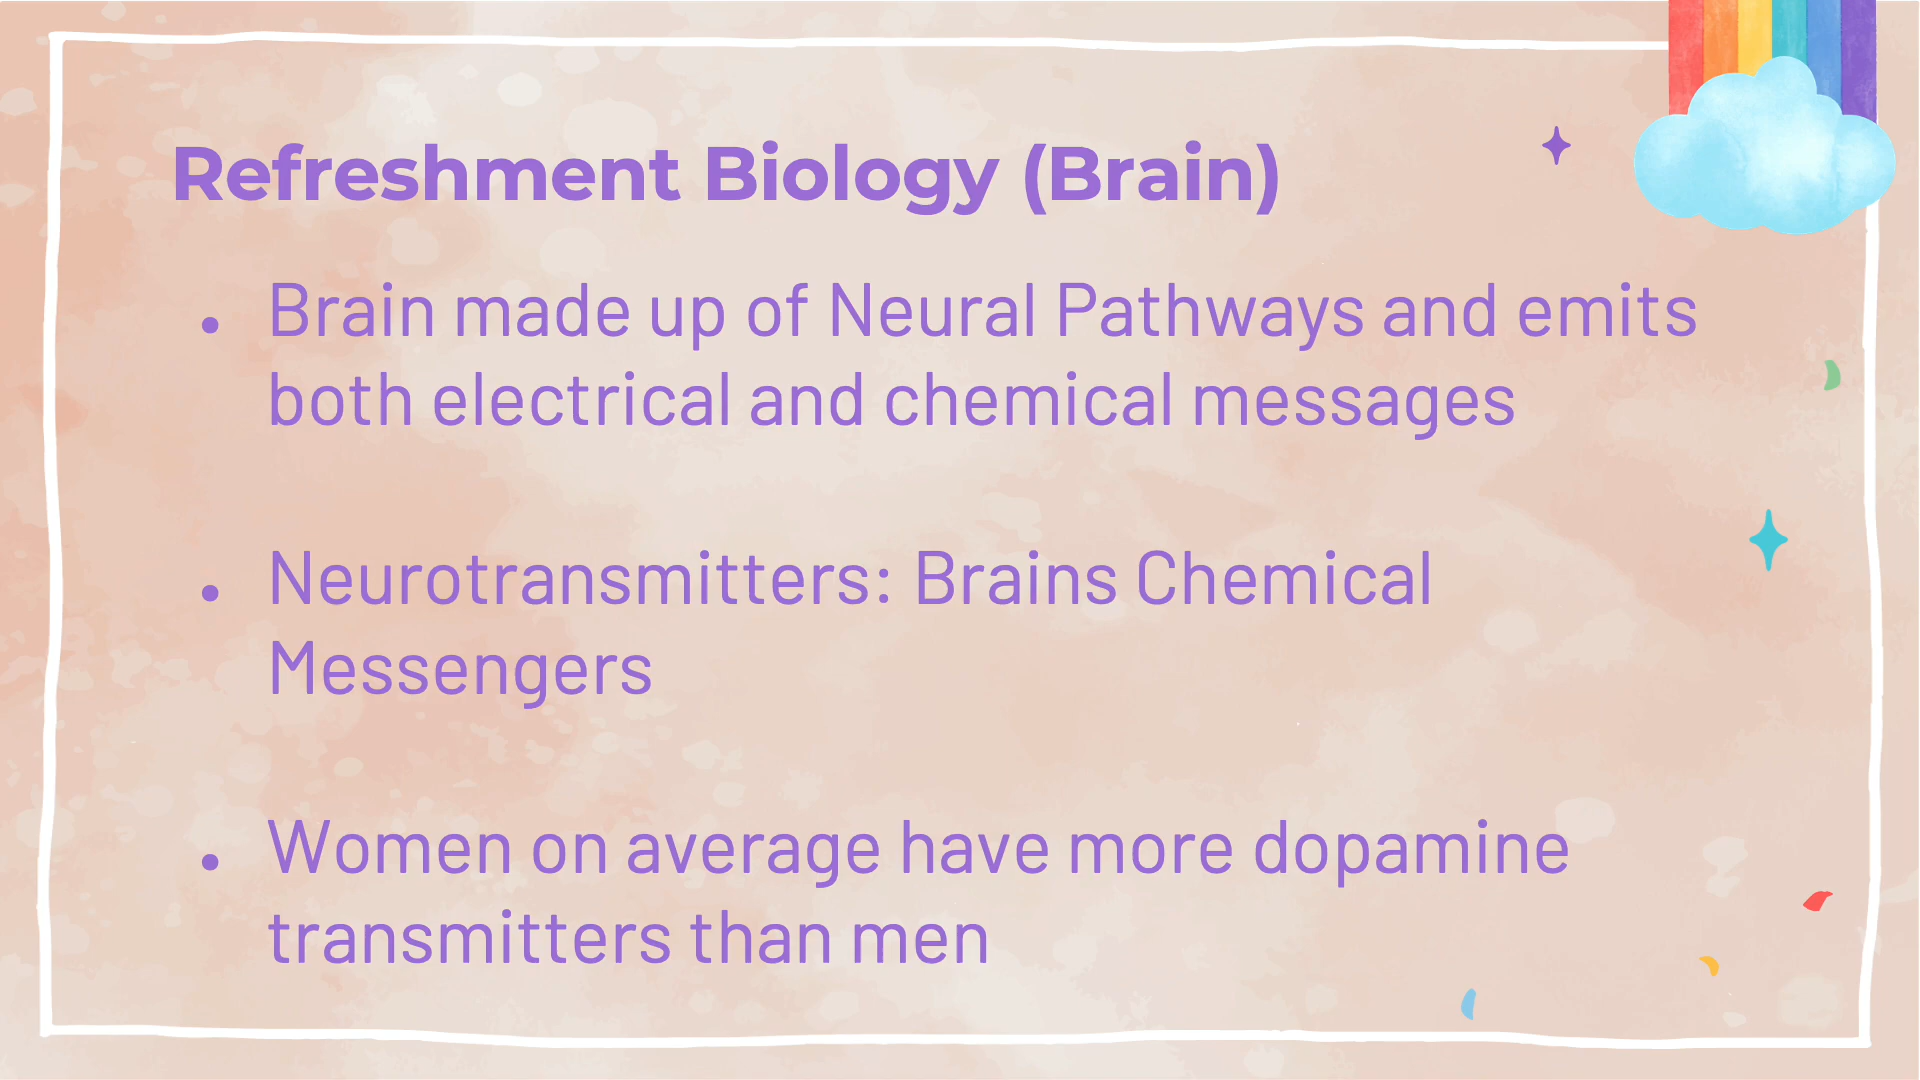 Refreshment Biology (Brain)
• Brain made up of Neural Pathways and emits
both electrical and chemical messages
• Neurotransmitters: Brains Chemical
Messengers
• Women on average have more dopamine
transmitters than men